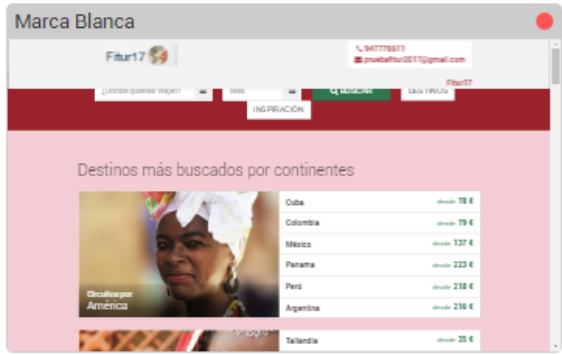 Marca Blanca
Fitur17
947776611
pruebafitur2017@gmail.com
Fitur17
¿Dónde quieres viajar?
Mes
BUSCAR
DESTINOS
INSPIRACIÓN
Destinos más buscados por continentes
Circuitos por
América
Cuba desde 78 €
Colombia desde 79 €
México desde 137 €
Panama desde 223 €
Perú desde 218 €
Argentina desde 216 €
Tailandia desde 35 €